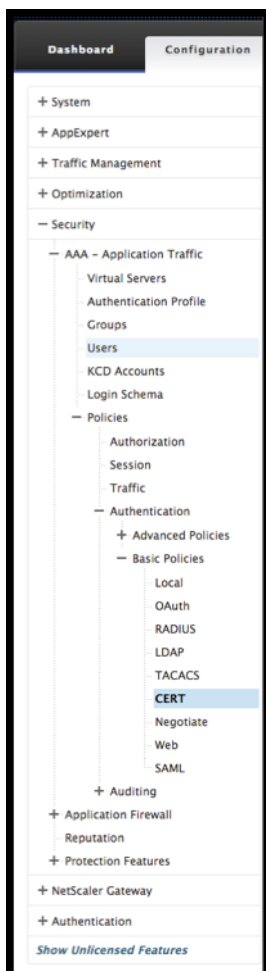 Dashboard Configuration
+ System
+ AppExpert
+ Traffic Management
+ Optimization
− Security
− AAA – Application Traffic
Virtual Servers
Authentication Profile
Groups
Users
KCD Accounts
Login Schema
− Policies
Authorization
Session
Traffic
− Authentication
+ Advanced Policies
− Basic Policies
Local
OAuth
RADIUS
LDAP
TACACS
CERT
Negotiate
Web
SAML
+ Auditing
+ Application Firewall
Reputation
+ Protection Features
+ NetScaler Gateway
+ Authentication
Show Unlicensed Features